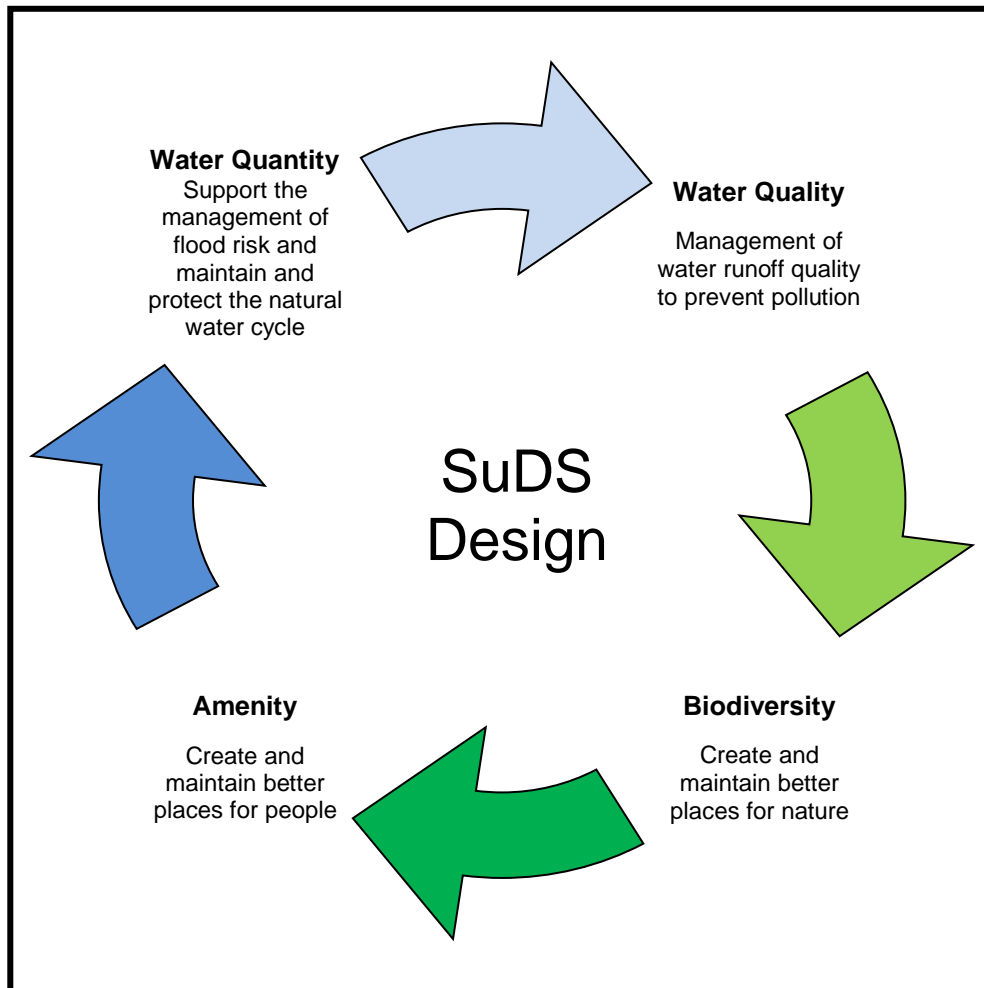 Water Quantity
Support the
management of
flood risk and
maintain and
protect the natural
water cycle
Water Quality
Management of
water runoff quality
to prevent pollution
SuDS
Design
Amenity
Create and
maintain better
places for people
Biodiversity
Create and
maintain better
places for nature